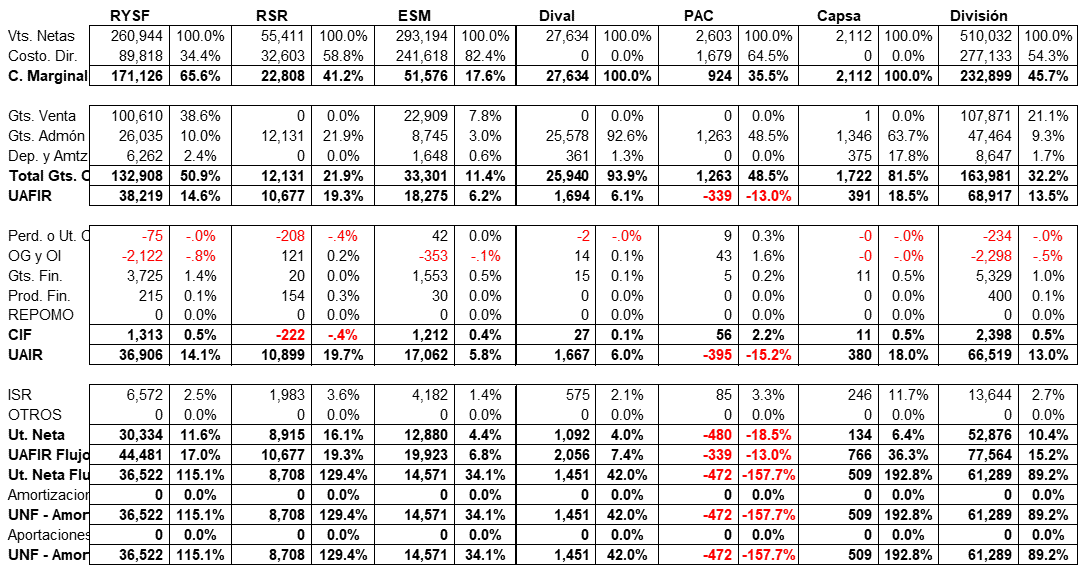 RYSF RSR ESM Dival PAC Capsa División
Vts. Netas 260,944 100.0% 55,411 100.0% 293,194 100.0% 27,634 100.0% 2,603 100.0% 2,112 100.0% 510,032 100.0%
Costo. Dir. 89,818 34.4% 32,603 58.8% 241,618 82.4% 0 0.0% 1,679 64.5% 0 0.0% 277,133 54.3%
C. Marginal 171,126 65.6% 22,808 41.2% 51,576 17.6% 27,634 100.0% 924 35.5% 2,112 100.0% 232,899 45.7%
Gts. Venta 100,610 38.6% 0 0.0% 22,909 7.8% 0 0.0% 0 0.0% 1 0.0% 107,871 21.1%
Gts. Admón 26,035 10.0% 12,131 21.9% 8,745 3.0% 25,578 92.6% 1,263 48.5% 1,346 63.7% 47,464 9.3%
Dep. y Amtz 6,262 2.4% 0 0.0% 1,648 0.6% 361 1.3% 0 0.0% 375 17.8% 8,647 1.7%
Total Gts. C 132,908 50.9% 12,131 21.9% 33,301 11.4% 25,940 93.9% 1,263 48.5% 1,722 81.5% 163,981 32.2%
UAFIR 38,219 14.6% 10,677 19.3% 18,275 6.2% 1,694 6.1% -339 -13.0% 391 18.5% 68,917 13.5%
Perd. o Ut. C -75 -.0% -208 -.4% 42 0.0% -2 -.0% 9 0.3% -0 -.0% -234 -.0%
OG y OI -2,122 -.8% 121 0.2% -353 -.1% 14 0.1% 43 1.6% -0 -.0% -2,298 -.5%
Gts. Fin. 3,725 1.4% 20 0.0% 1,553 0.5% 15 0.1% 5 0.2% 11 0.5% 5,329 1.0%
Prod. Fin. 215 0.1% 154 0.3% 30 0.0% 0 0.0% 0 0.0% 0 0.0% 400 0.1%
REPOMO 0 0.0% 0 0.0% 0 0.0% 0 0.0% 0 0.0% 0 0.0% 0 0.0%
CIF 1,313 0.5% -222 -.4% 1,212 0.4% 27 0.1% 56 2.2% 11 0.5% 2,398 0.5%
UAIR 36,906 14.1% 10,899 19.7% 17,062 5.8% 1,667 6.0% -395 -15.2% 380 18.0% 66,519 13.0%
ISR 6,572 2.5% 1,983 3.6% 4,182 1.4% 575 2.1% 85 3.3% 246 11.7% 13,644 2.7%
OTROS 0 0.0% 0 0.0% 0 0.0% 0 0.0% 0 0.0% 0 0.0% 0 0.0%
Ut. Neta 30,334 11.6% 8,915 16.1% 12,880 4.4% 1,092 4.0% -480 -18.5% 134 6.4% 52,876 10.4%
UAFIR Flujo 44,481 17.0% 10,677 19.3% 19,923 6.8% 2,056 7.4% -339 -13.0% 766 36.3% 77,564 15.2%
Ut. Neta Flu 36,522 115.1% 8,708 129.4% 14,571 34.1% 1,451 42.0% -472 -157.7% 509 192.8% 61,289 89.2%
Amortizacion 0 0.0% 0 0.0% 0 0.0% 0 0.0% 0 0.0% 0 0.0% 0 0.0%
UNF - Amor 36,522 115.1% 8,708 129.4% 14,571 34.1% 1,451 42.0% -472 -157.7% 509 192.8% 61,289 89.2%
Aportaciones 0 0.0% 0 0.0% 0 0.0% 0 0.0% 0 0.0% 0 0.0% 0 0.0%
UNF - Amor 36,522 115.1% 8,708 129.4% 14,571 34.1% 1,451 42.0% -472 -157.7% 509 192.8% 61,289 89.2%